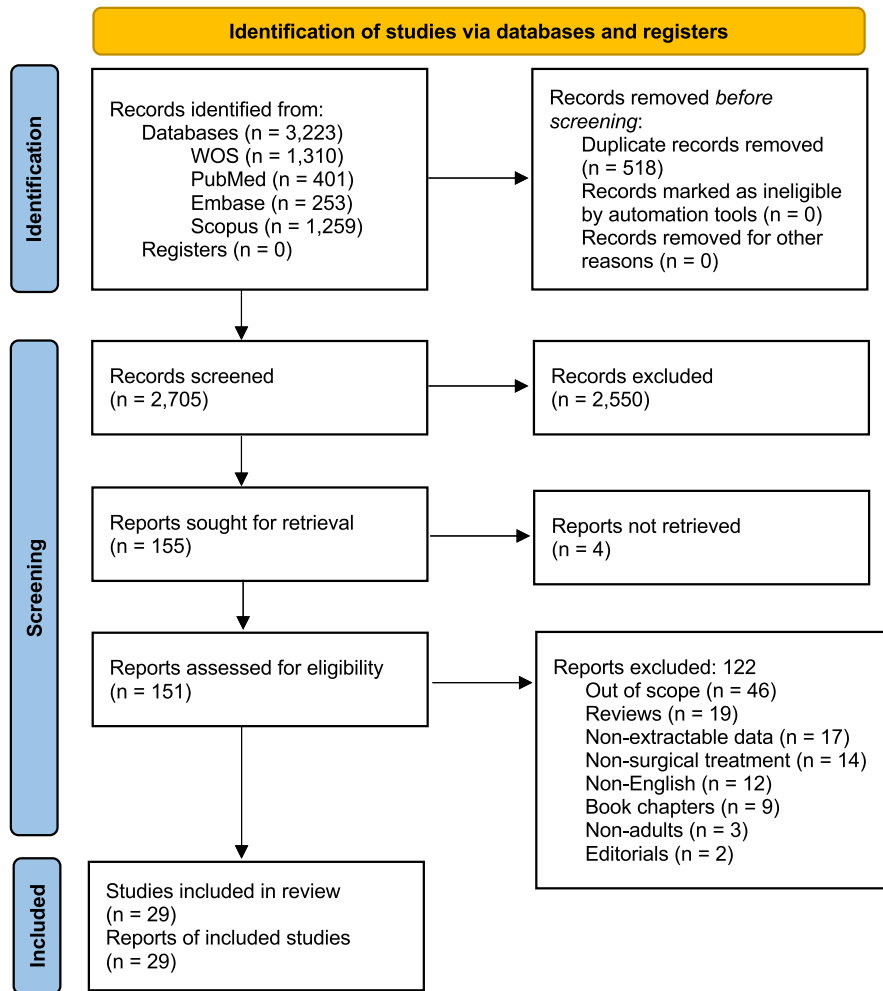 Identification of studies via databases and registers
Identification
Records identified from:
Databases (n = 3,223)
WOS (n = 1,310)
PubMed (n = 401)
Embase (n = 253)
Scopus (n = 1,259)
Registers (n = 0)
Records removed before
screening:
Duplicate records removed
(n = 518)
Records marked as ineligible
by automation tools (n = 0)
Records removed for other
reasons (n = 0)
Screening
Records screened
(n = 2,705)
Records excluded
(n = 2,550)
Reports sought for retrieval
(n = 155)
Reports not retrieved
(n = 4)
Reports assessed for eligibility
(n = 151)
Reports excluded: 122
Out of scope (n = 46)
Reviews (n = 19)
Non-extractable data (n = 17)
Non-surgical treatment (n = 14)
Non-English (n = 12)
Book chapters (n = 9)
Non-adults (n = 3)
Editorials (n = 2)
Included
Studies included in review
(n = 29)
Reports of included studies
(n = 29)